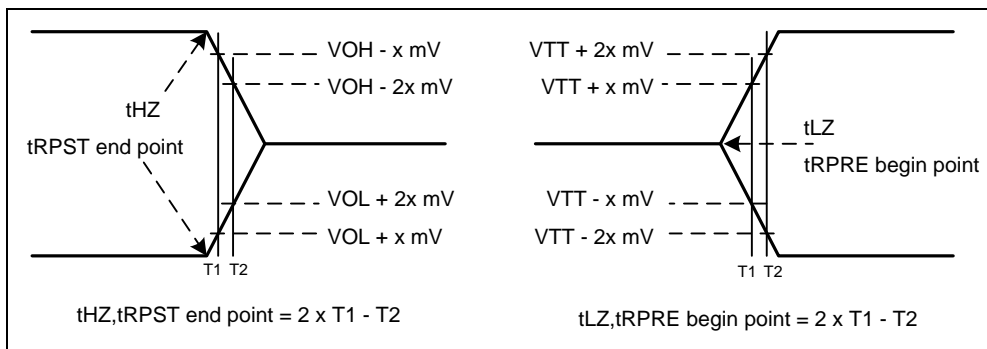 VOH - x mV
VOH - 2x mV
tHZ
tRPST end point
VOL + 2x mV
VOL + x mV
T1 T2
tHZ,tRPST end point = 2 x T1 - T2
VTT + 2x mV
VTT + x mV
tLZ
tRPRE begin point
VTT - x mV
VTT - 2x mV
T1 T2
tLZ,tRPRE begin point = 2 x T1 - T2